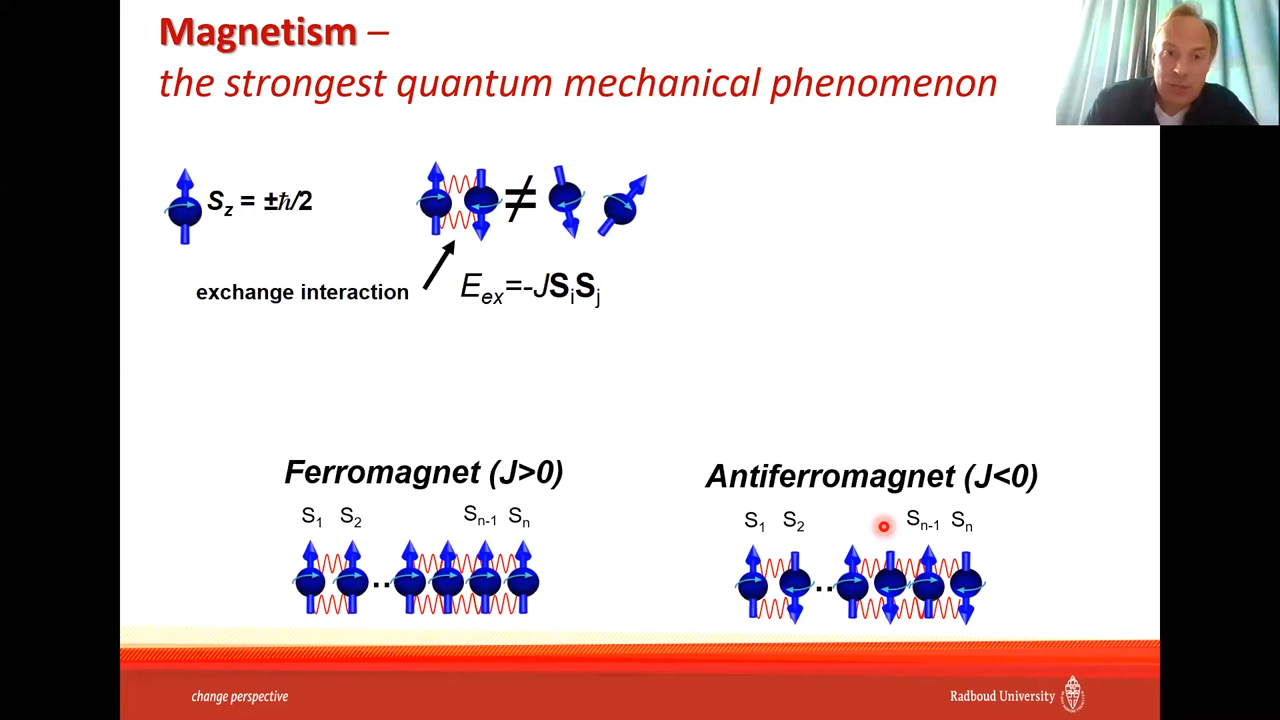 Magnetism –
the strongest quantum mechanical phenomenon
S_z = ±ℏ/2
≠
exchange interaction
E_ex=-JS_iS_j
Ferromagnet (J>0)
Antiferromagnet (J<0)
S_1 S_2 S_n-1 S_n
S_1 S_2 S_n-1 S_n
..
..
change perspective
Radboud University